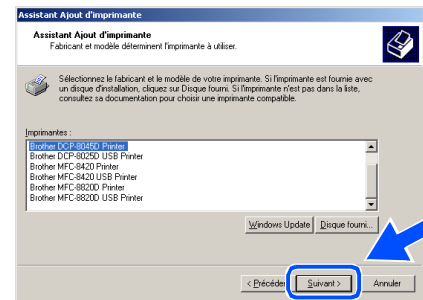 Assistant Ajout d'imprimante
Assistant Ajout d'imprimante
Fabricant et modèle déterminent l'imprimante à utiliser.
Sélectionnez le fabricant et le modèle de votre imprimante. Si l'imprimante est fournie avec
un disque d'installation, cliquez sur Disque fourni. Si l'imprimante n'est pas dans la liste,
consultez sa documentation pour choisir une imprimante compatible.
Imprimantes :
Brother DCP-8045D Printer
Brother DCP-8025D USB Printer
Brother MFC-8420 Printer
Brother MFC-8420 USB Printer
Brother MFC-8820D Printer
Brother MFC-8820D USB Printer
Windows Update Disque fourni...
< Précéden Suivant > Annuler